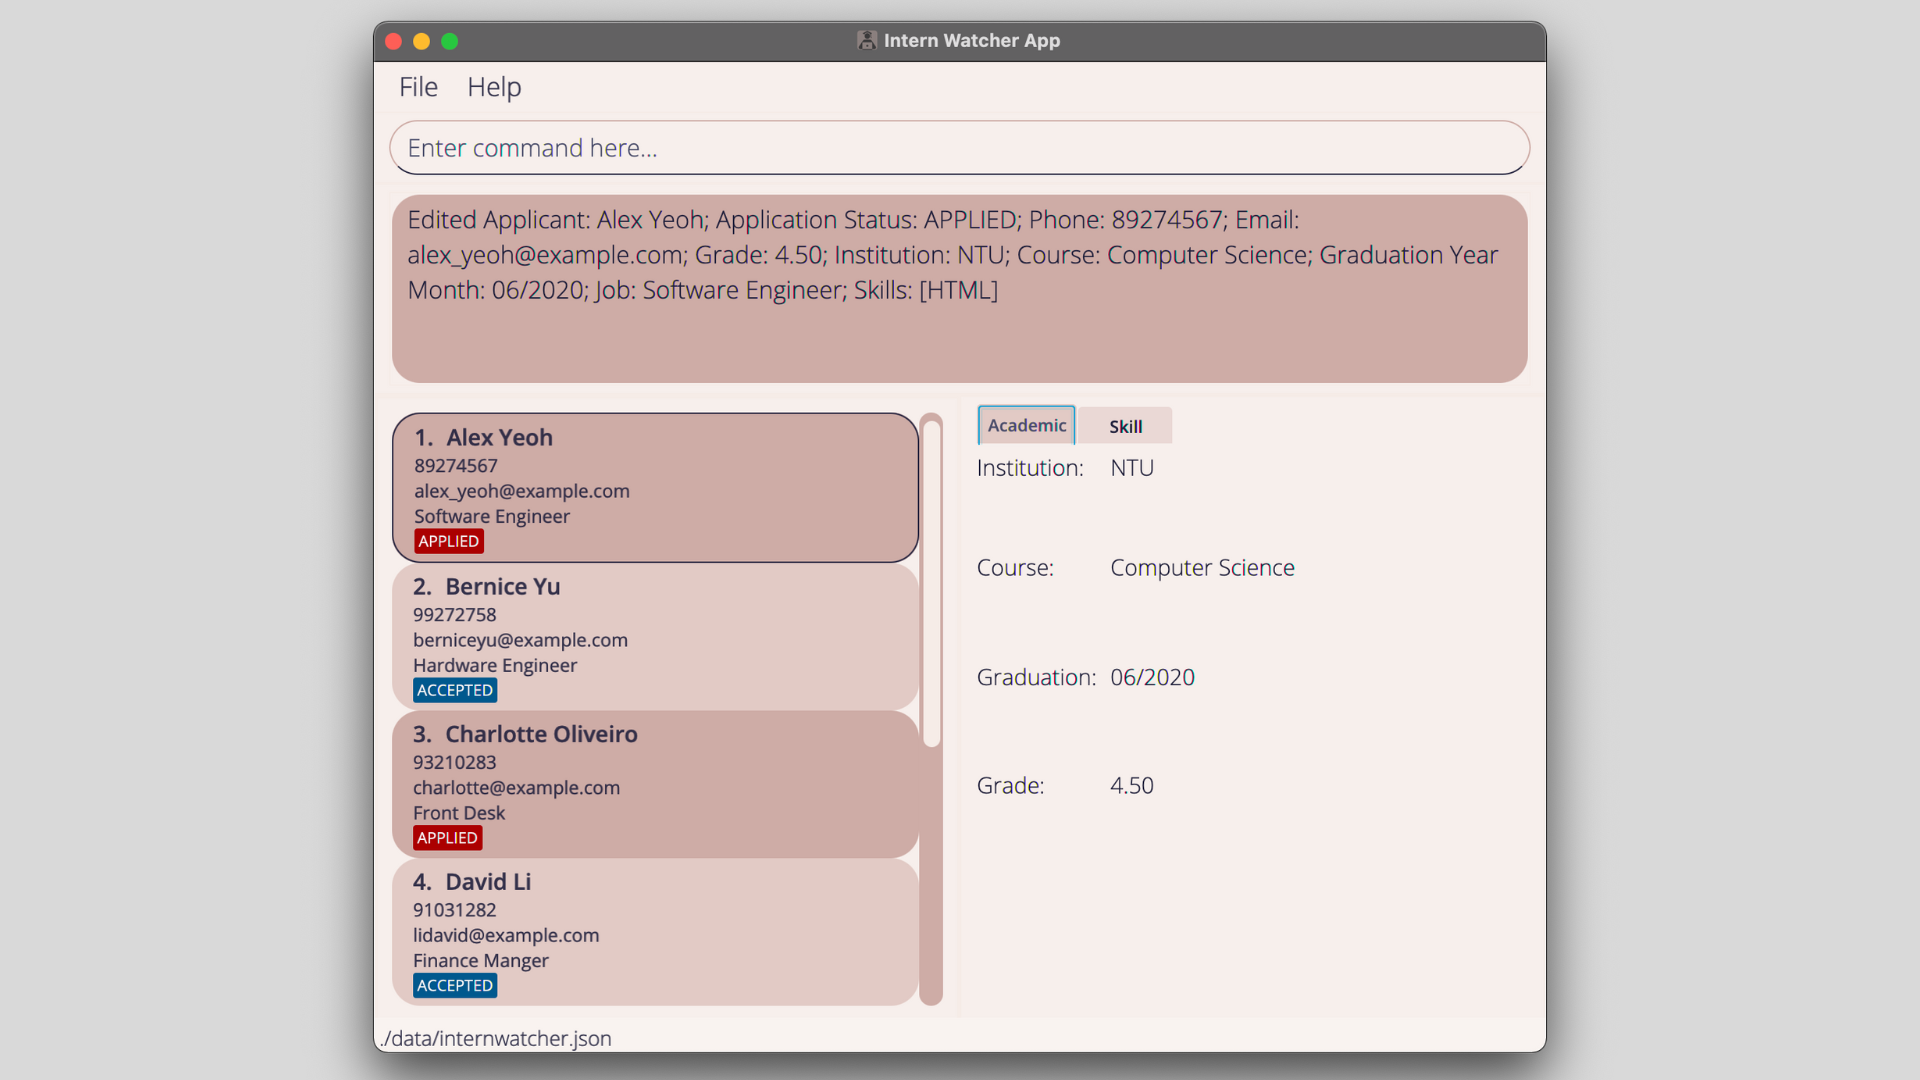 Intern Watcher App
File Help
Enter command here...
Edited Applicant: Alex Yeoh; Application Status: APPLIED; Phone: 89274567; Email:
alex_yeoh@example.com; Grade: 4.50; Institution: NTU; Course: Computer Science; Graduation Year
Month: 06/2020; Job: Software Engineer; Skills: [HTML]
1. Alex Yeoh
89274567
alex_yeoh@example.com
Software Engineer
APPLIED
2. Bernice Yu
99272758
berniceyu@example.com
Hardware Engineer
ACCEPTED
3. Charlotte Oliveiro
93210283
charlotte@example.com
Front Desk
APPLIED
4. David Li
91031282
lidavid@example.com
Finance Manger
ACCEPTED
Academic Skill
Institution: NTU
Course: Computer Science
Graduation: 06/2020
Grade: 4.50
./data/internwatcher.json